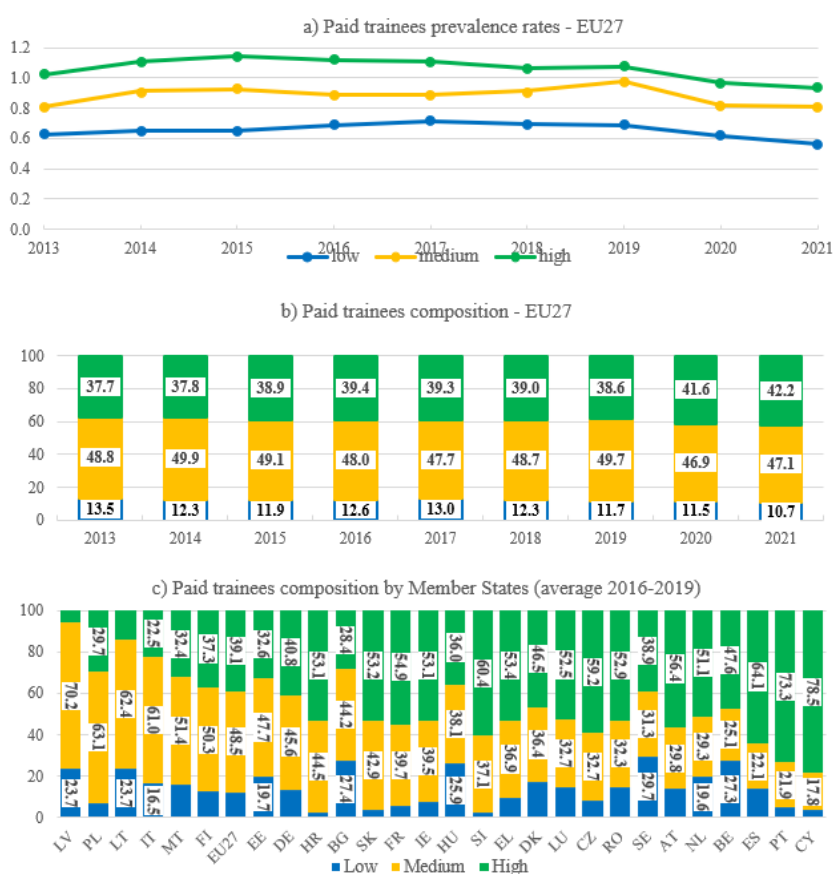 a) Paid trainees prevalence rates - EU27
1.2
1.0
0.8
0.6
0.4
0.2
0.0
2013 2014 2015 2016 2017 2018 2019 2020 2021
low medium high
b) Paid trainees composition - EU27
100
80
60
40
20
0
37.7 37.8 38.9 39.4 39.3 39.0 38.6 41.6 42.2
48.8 49.9 49.1 48.0 47.7 48.7 49.7 46.9 47.1
13.5 12.3 11.9 12.6 13.0 12.3 11.7 11.5 10.7
2013 2014 2015 2016 2017 2018 2019 2020 2021
c) Paid trainees composition by Member States (average 2016-2019)
100
80
60
40
20
0
29.7 22.5 32.4 37.3 39.1 32.6 40.8 53.1 28.4 53.2 54.9 53.1 36.0 60.4 53.4 46.5 52.5 59.2 52.9 38.9 56.4 51.1 47.6 64.1 73.3 78.5
70.2 63.1 62.4 61.0 51.4 50.3 48.5 47.7 45.6 44.5 44.2 42.9 39.7 39.5 38.1 37.1 36.9 36.4 32.7 32.7 32.3 31.3 29.8 29.3 25.1 22.1 21.9 17.8
23.7 23.7 16.5 19.7 27.4 25.9 29.7 19.6 27.3
LV PL LT IT MT FI EU27 EE DE HR BG SK FR IE HU SI EL DK LU CZ RO SE AT NL BE ES PT CY
Low Medium High